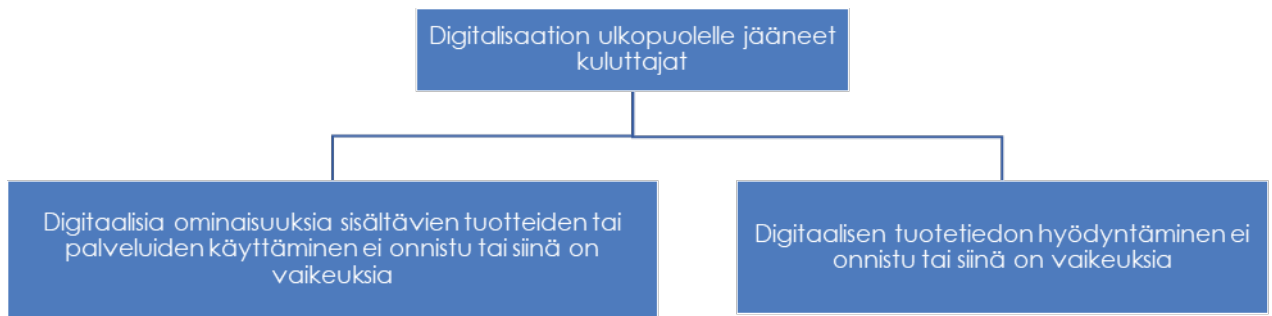 Digitalisaation ulkopuolelle jääneet
kuluttajat
Digitaalisia ominaisuuksia sisältävien tuotteiden tai
palveluiden käyttäminen ei onnistu tai siinä on
vaikeuksia
Digitaalisen tuotetiedon hyödyntäminen ei
onnistu tai siinä on vaikeuksia